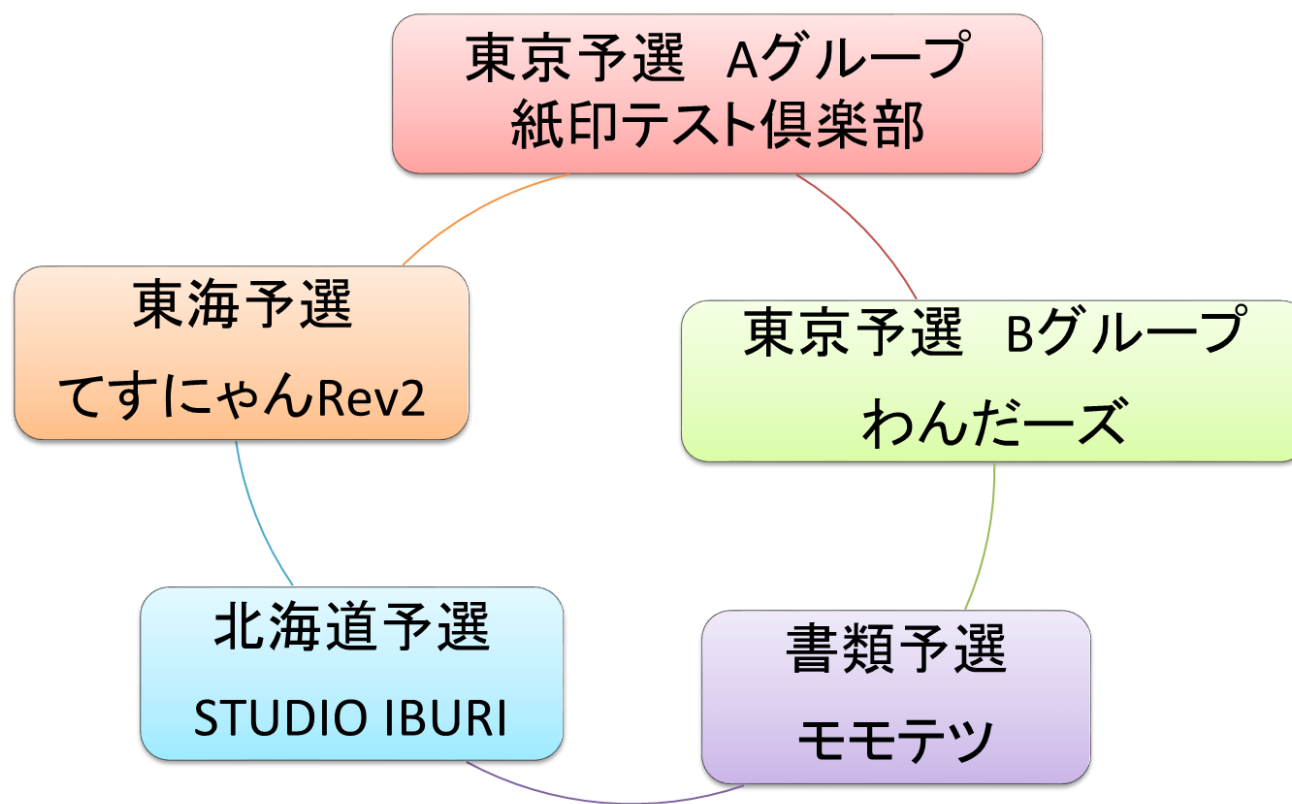 東京予選　Aグループ
紙印テスト倶楽部
東京予選　Bグループ
わんだーズ
書類予選
モモテツ
北海道予選
STUDIO IBURI
東海予選
てすにゃんRev2